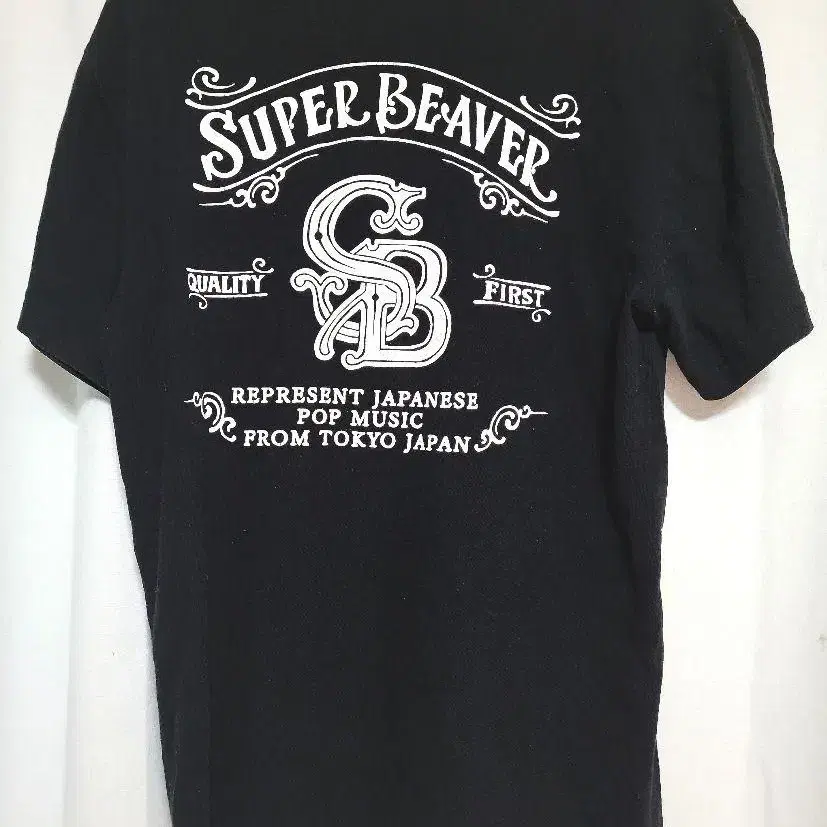 SUPER BEAVER
SB
QUALITY
FIRST
REPRESENT JAPANESE
POP MUSIC
FROM TOKYO JAPAN